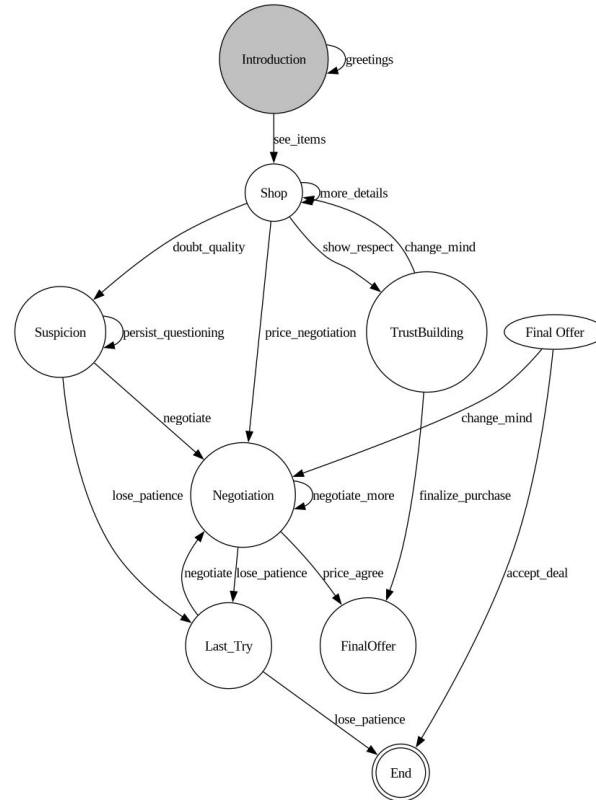 Introduction
greetings
see_items
Shop
more_details
doubt_quality
show_respect
change_mind
Suspicion
persist_questioning
price_negotiation
TrustBuilding
Final Offer
negotiate
change_mind
lose_patience
Negotiation
negotiate_more
finalize_purchase
negotiate
lose_patience
price_agree
accept_deal
Last_Try
FinalOffer
lose_patience
End